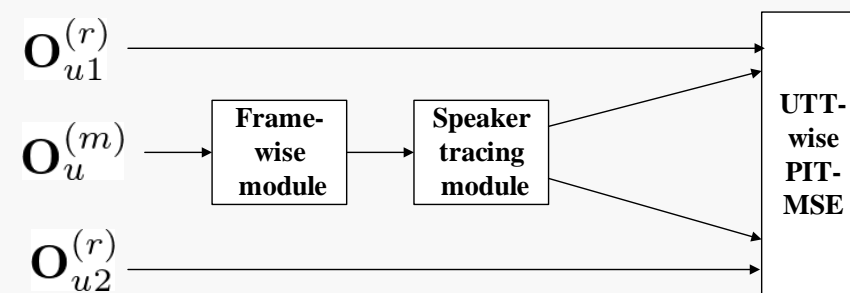 O_{u1}^{(r)}
O_u^{(m)}
O_{u2}^{(r)}
Frame-
wise
module
Speaker
tracing
module
UTT-
wise
PIT-
MSE